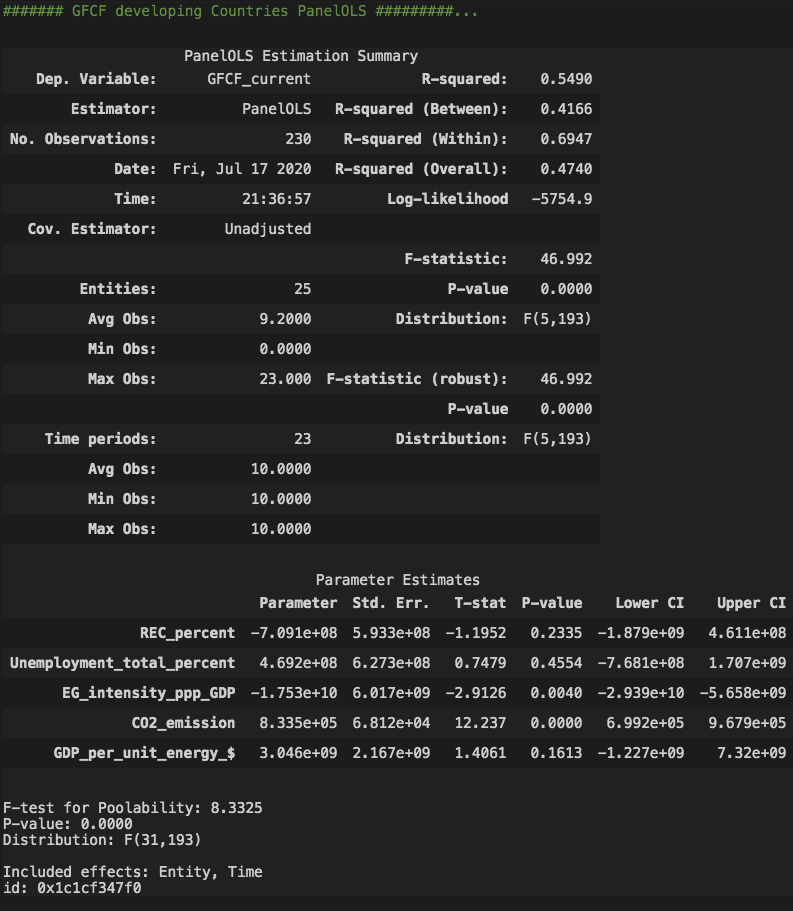 ####### GFCF developing Countries PanelOLS #########...
PanelOLS Estimation Summary
Dep. Variable: GFCF_current R-squared: 0.5490
Estimator: PanelOLS R-squared (Between): 0.4166
No. Observations: 230 R-squared (Within): 0.6947
Date: Fri, Jul 17 2020 R-squared (Overall): 0.4740
Time: 21:36:57 Log-likelihood -5754.9
Cov. Estimator: Unadjusted
F-statistic: 46.992
Entities: 25 P-value 0.0000
Avg Obs: 9.2000 Distribution: F(5,193)
Min Obs: 0.0000
Max Obs: 23.000 F-statistic (robust): 46.992
P-value 0.0000
Time periods: 23 Distribution: F(5,193)
Avg Obs: 10.0000
Min Obs: 10.0000
Max Obs: 10.0000
Parameter Estimates
Parameter Std. Err. T-stat P-value Lower CI Upper CI
REC_percent -7.091e+08 5.933e+08 -1.1952 0.2335 -1.879e+09 4.611e+08
Unemployment_total_percent 4.692e+08 6.273e+08 0.7479 0.4554 -7.681e+08 1.707e+09
EG_intensity_ppp_GDP -1.753e+10 6.017e+09 -2.9126 0.0040 -2.939e+10 -5.658e+09
CO2_emission 8.335e+05 6.812e+04 12.237 0.0000 6.992e+05 9.679e+05
GDP_per_unit_energy_$ 3.046e+09 2.167e+09 1.4061 0.1613 -1.227e+09 7.32e+09
F-test for Poolability: 8.3325
P-value: 0.0000
Distribution: F(31,193)
Included effects: Entity, Time
id: 0x1c1cf347f0